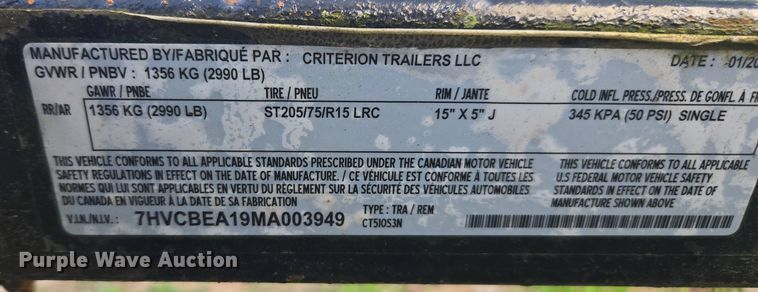 MANUFACTURED BY/FABRIQUÉ PAR : CRITERION TRAILERS LLC DATE : 01/20
GVWR / PNBV : 1356 KG (2990 LB)
GAWR / PNBE TIRE / PNEU RIM / JANTE COLD INFL. PRESS./PRESS. DE GONFL À
RR/AR 1356 KG (2990 LB) ST205/75/R15 LRC 15" X 5" J 345 KPA (50 PSI) SINGLE
THIS VEHICLE CONFORMS TO ALL APPLICABLE STANDARDS PRESCRIBED UNDER THE CANADIAN MOTOR VEHICLE THIS VEHICLE CONFORMS TO ALL APPLICABLE
SAFETY REGULATIONS IN EFFECT ON THE DATE OF MANUFACTURE. / CE VÉHICULE EST CONFORME À TOUTES LES U.S FEDERAL MOTOR VEHICLE SAFETY
NORMES QUI LUI SONT APPLICABLES EN VERTU DU RÈGLEMENT SUR LA SÉCURITÉ DES VÉHICULES AUTOMOBILES STANDARDS IN EFFECT ON THE DATE OF
DU CANADA EN VIGUEUR À LA DATE DE SA FABRICATION MANUFACTURE SHOWN ABOVE.
V.I.N./N.I.V.: 7HVCBEA19MA003949 TYPE : TRA / REM
CT510S3N
Purple Wave Auction